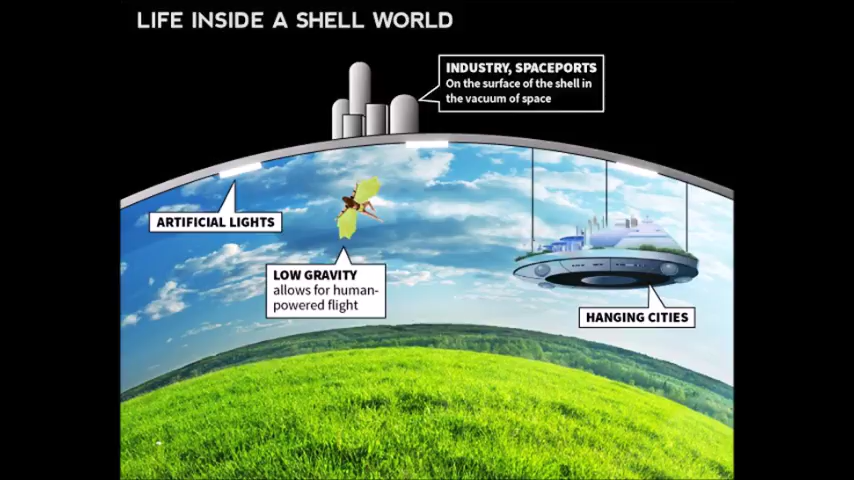 LIFE INSIDE A SHELL WORLD
INDUSTRY, SPACEPORTS
On the surface of the shell in
the vacuum of space
ARTIFICIAL LIGHTS
LOW GRAVITY
allows for human-
powered flight
HANGING CITIES